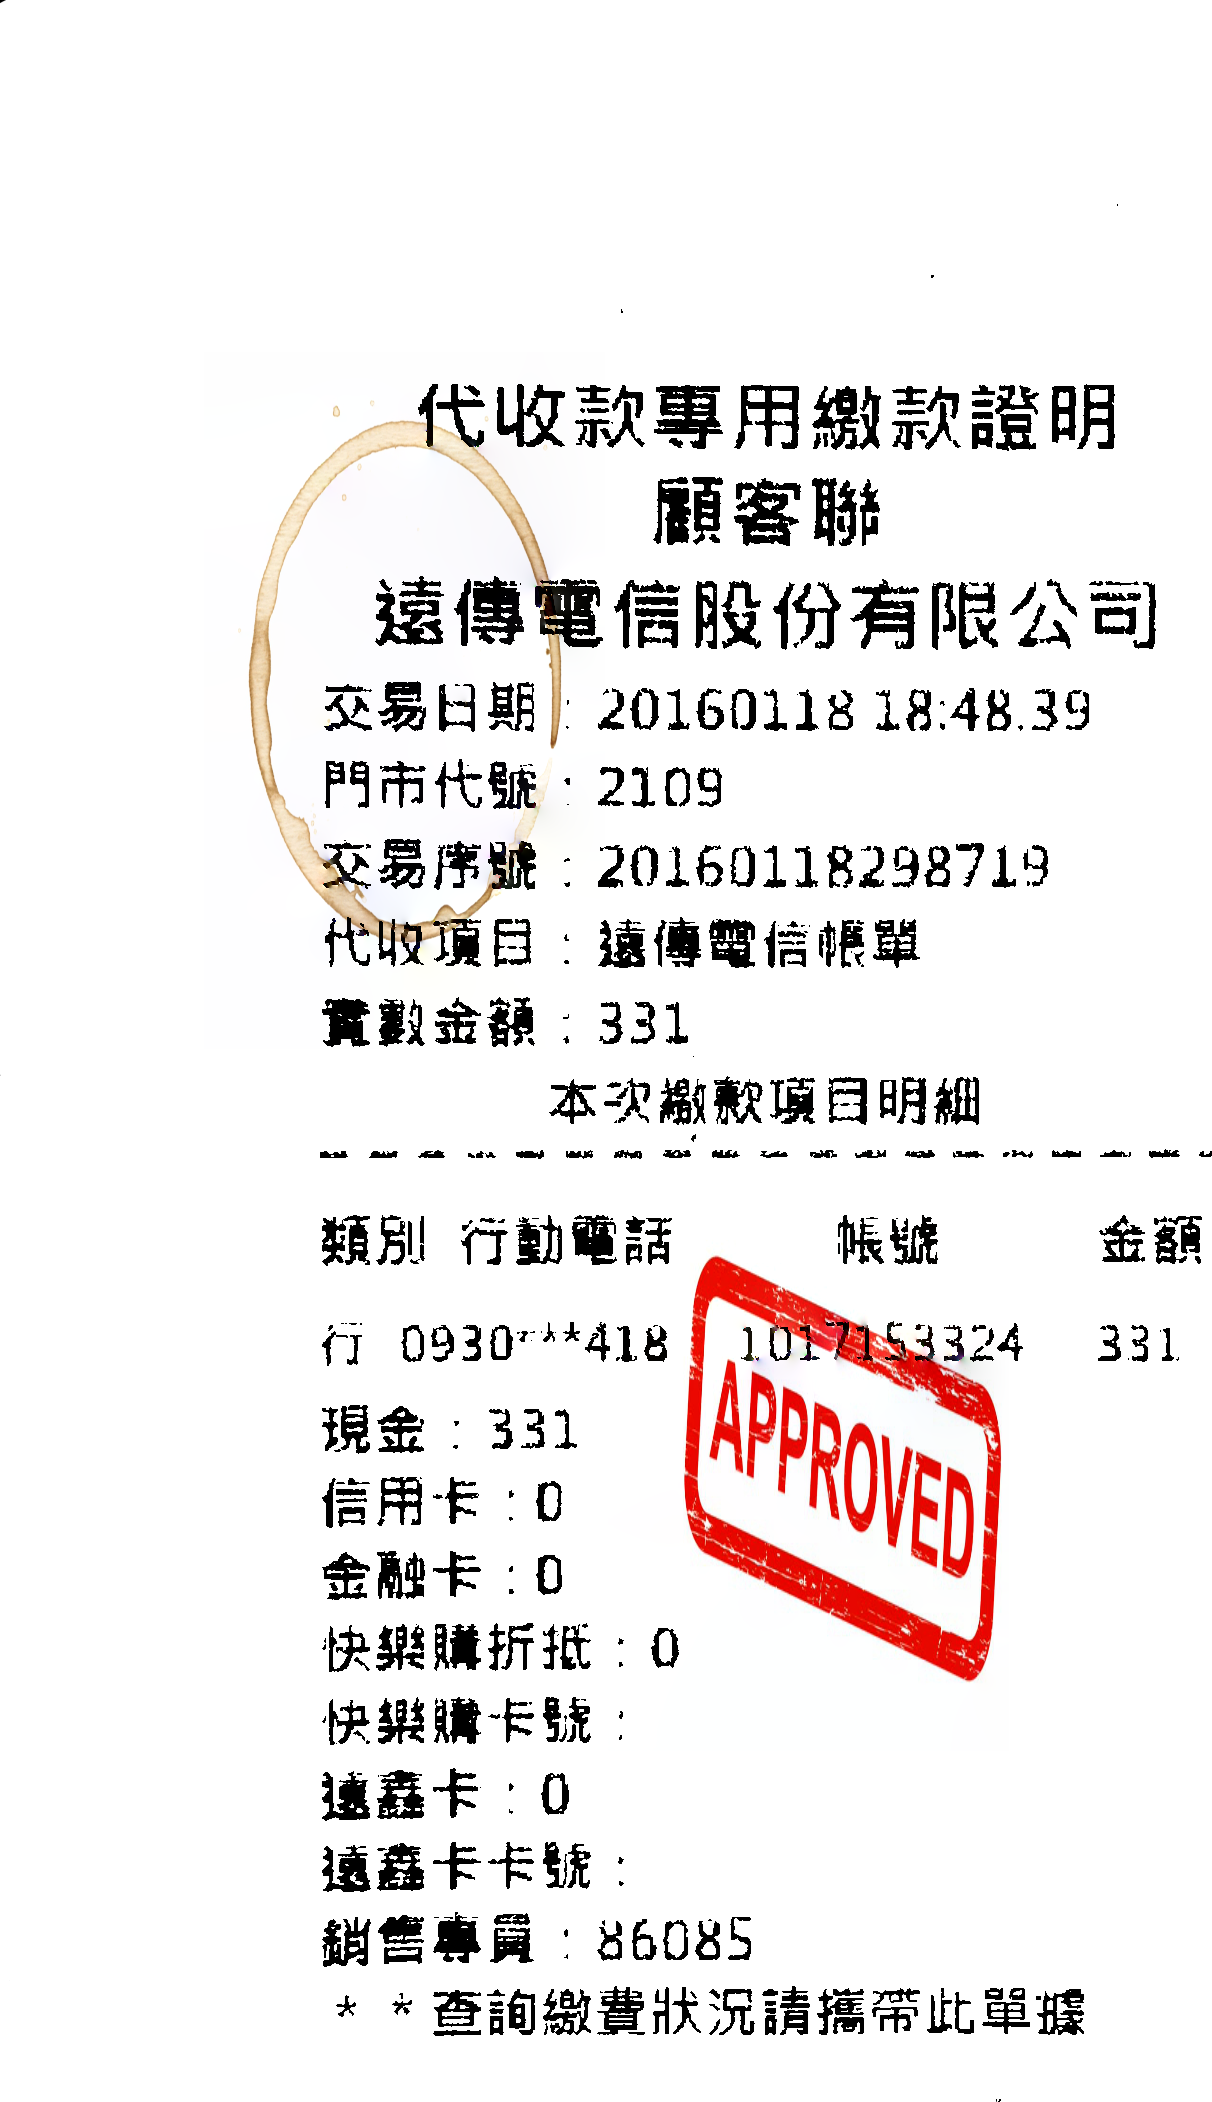 代收款專用繳款證明
顧客聯
遠傳電信股份有限公司
交易日期：20160118 18:48.39
門市代號：2109
交易序號：20160118298719
代收項目：遠傳電信帳單
實數金額：331
本次繳款項目明細
類別 行動電話 帳號 金額
行 0930***418 1017153324 331
現金：331
信用卡：0
金融卡：0
快樂購折抵：0
快樂購卡號：
遠鑫卡：0
遠鑫卡卡號：
銷售專員：86085
**查詢繳費狀況請攜帶此單據
APPROVED